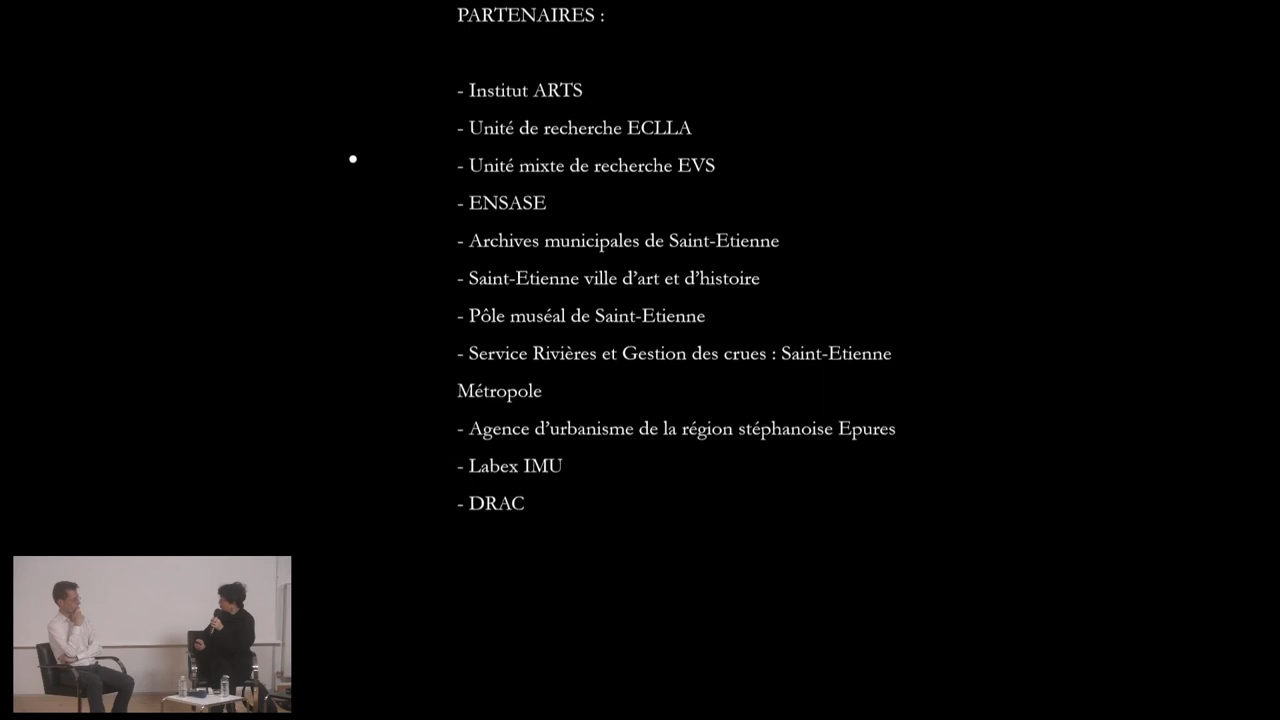 PARTENAIRES :
- Institut ARTS
- Unité de recherche ECLLA
- Unité mixte de recherche EVS
- ENSASE
- Archives municipales de Saint-Etienne
- Saint-Etienne ville d’art et d’histoire
- Pôle muséal de Saint-Etienne
- Service Rivières et Gestion des crues : Saint-Etienne
Métropole
- Agence d’urbanisme de la région stéphanoise Epures
- Labex IMU
- DRAC